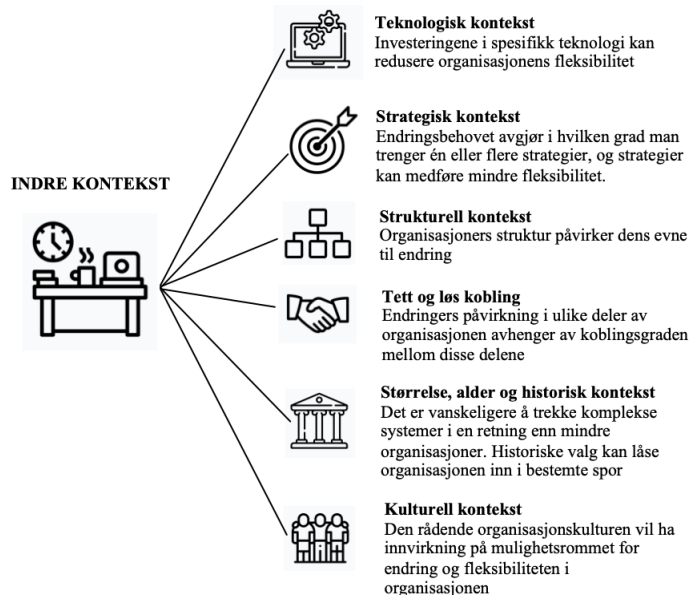 Teknologisk kontekst
Investeringene i spesifikk teknologi kan
redusere organisasjonens fleksibilitet
Strategisk kontekst
Endringsbehovet avgjør i hvilken grad man
trenger én eller flere strategier, og strategier
kan medføre mindre fleksibilitet.
INDRE KONTEKST
Strukturell kontekst
Organisasjoners struktur påvirker dens evne
til endring
Tett og løs kobling
Endringers påvirkning i ulike deler av
organisasjonen avhenger av koblingsgraden
mellom disse delene
Størrelse, alder og historisk kontekst
Det er vanskeligere å trekke komplekse
systemer i en retning enn mindre
organisasjoner. Historiske valg kan låse
organisasjonen inn i bestemte spor
Kulturell kontekst
Den rådende organisasjonskulturen vil ha
innvirkning på mulighetsrommet for
endring og fleksibiliteten i
organisasjonen